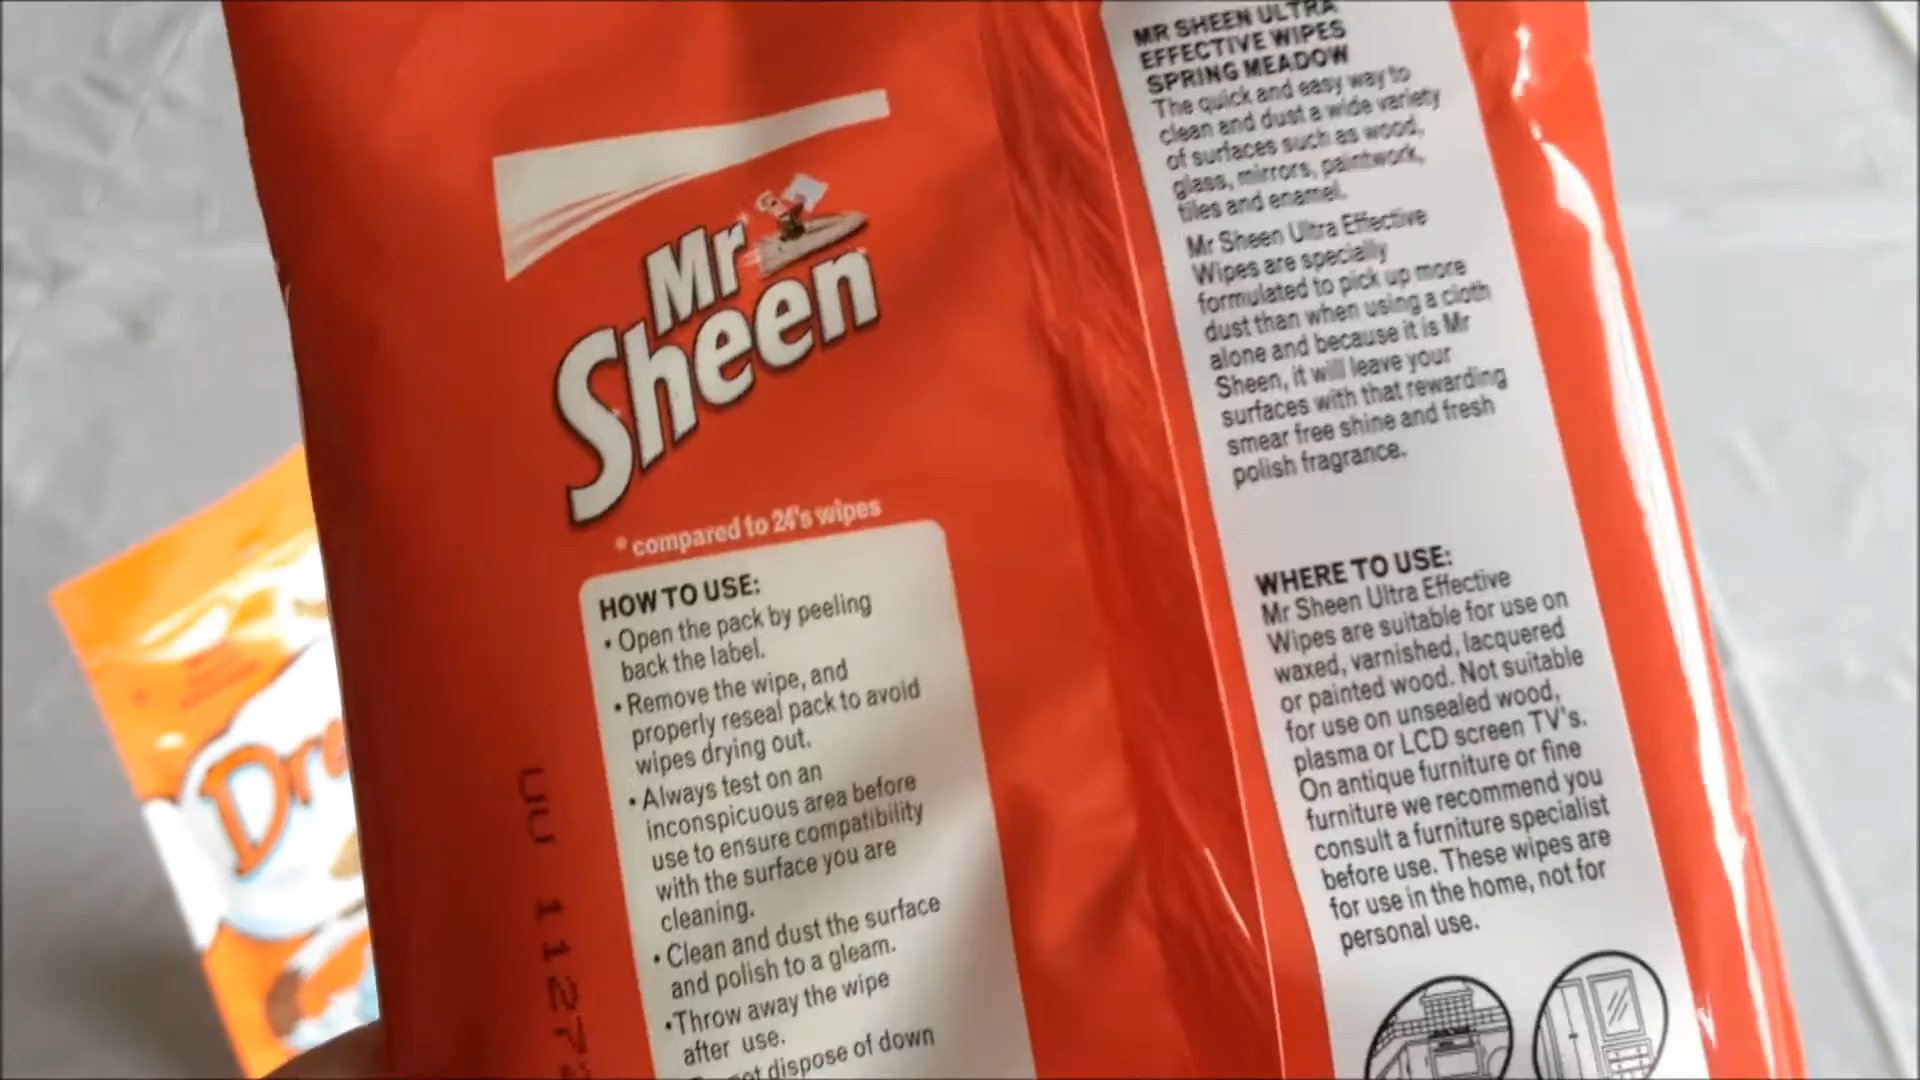 Mr
Sheen
* compared to 24's wipes
HOW TO USE:
• Open the pack by peeling
back the label.
• Remove the wipe, and
properly reseal pack to avoid
wipes drying out.
• Always test on an
inconspicuous area before
use to ensure compatibility
with the surface you are
cleaning.
• Clean and dust the surface
and polish to a gleam.
•Throw away the wipe
after use.
dispose of down
MR SHEEN ULTRA
EFFECTIVE WIPES
SPRING MEADOW
The quick and easy way to
clean and dust a wide variety
of surfaces such as wood,
glass, mirrors, paintwork,
tiles and enamel.
Mr Sheen Ultra Effective
Wipes are specially
formulated to pick up more
dust than when using a cloth
alone and because it is Mr
Sheen, it will leave your
surfaces with that rewarding
smear free shine and fresh
polish fragrance.
WHERE TO USE:
Mr Sheen Ultra Effective
Wipes are suitable for use on
waxed, varnished, lacquered
or painted wood. Not suitable
for use on unsealed wood,
plasma or LCD screen TV's.
On antique furniture or fine
furniture we recommend you
consult a furniture specialist
before use. These wipes are
for use in the home, not for
personal use.